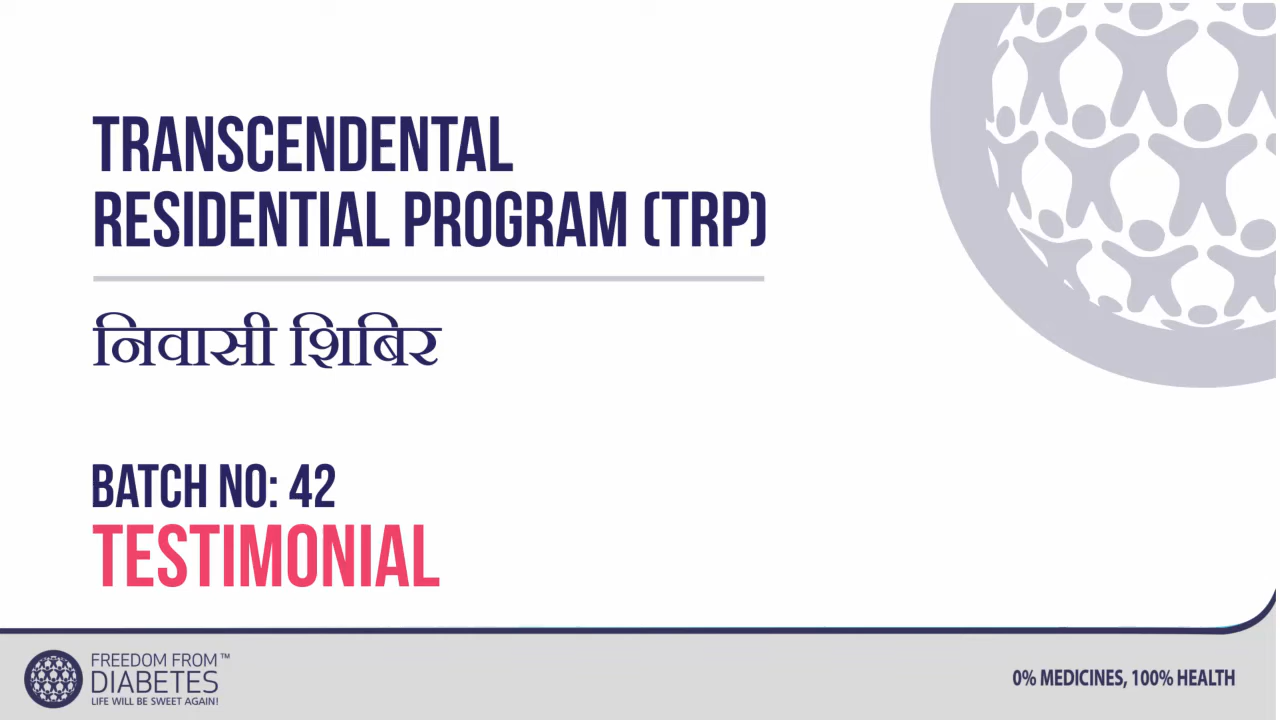 TRANSCENDENTAL
RESIDENTIAL PROGRAM (TRP)
निवासी शिबिर
BATCH NO: 42
TESTIMONIAL
FREEDOM FROM™
DIABETES
LIFE WILL BE SWEET AGAIN!
0% MEDICINES, 100% HEALTH